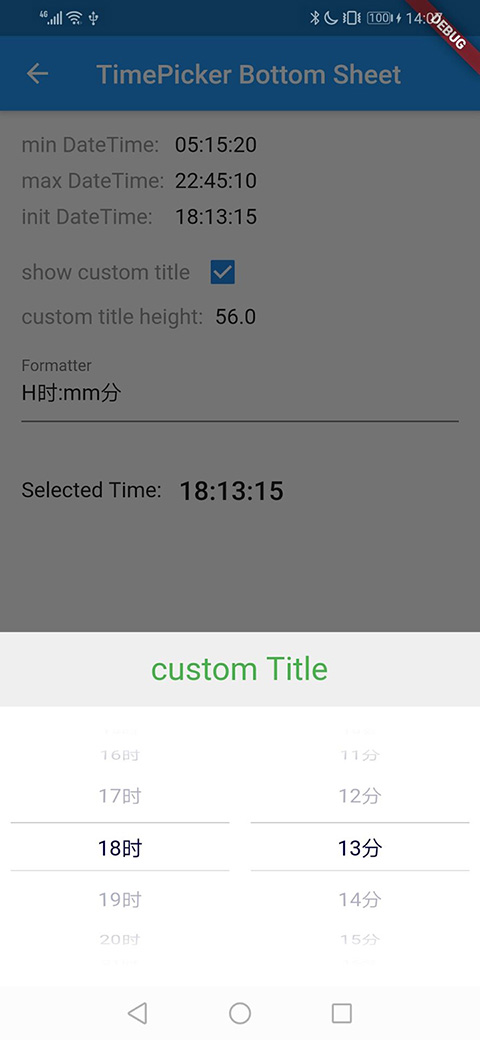 4G 100 14:07
DEBUG
TimePicker Bottom Sheet
min DateTime: 05:15:20
max DateTime: 22:45:10
init DateTime: 18:13:15
show custom title
custom title height: 56.0
Formatter
H时:mm分
Selected Time: 18:13:15
custom Title
16时 11分
17时 12分
18时 13分
19时 14分
20时 15分